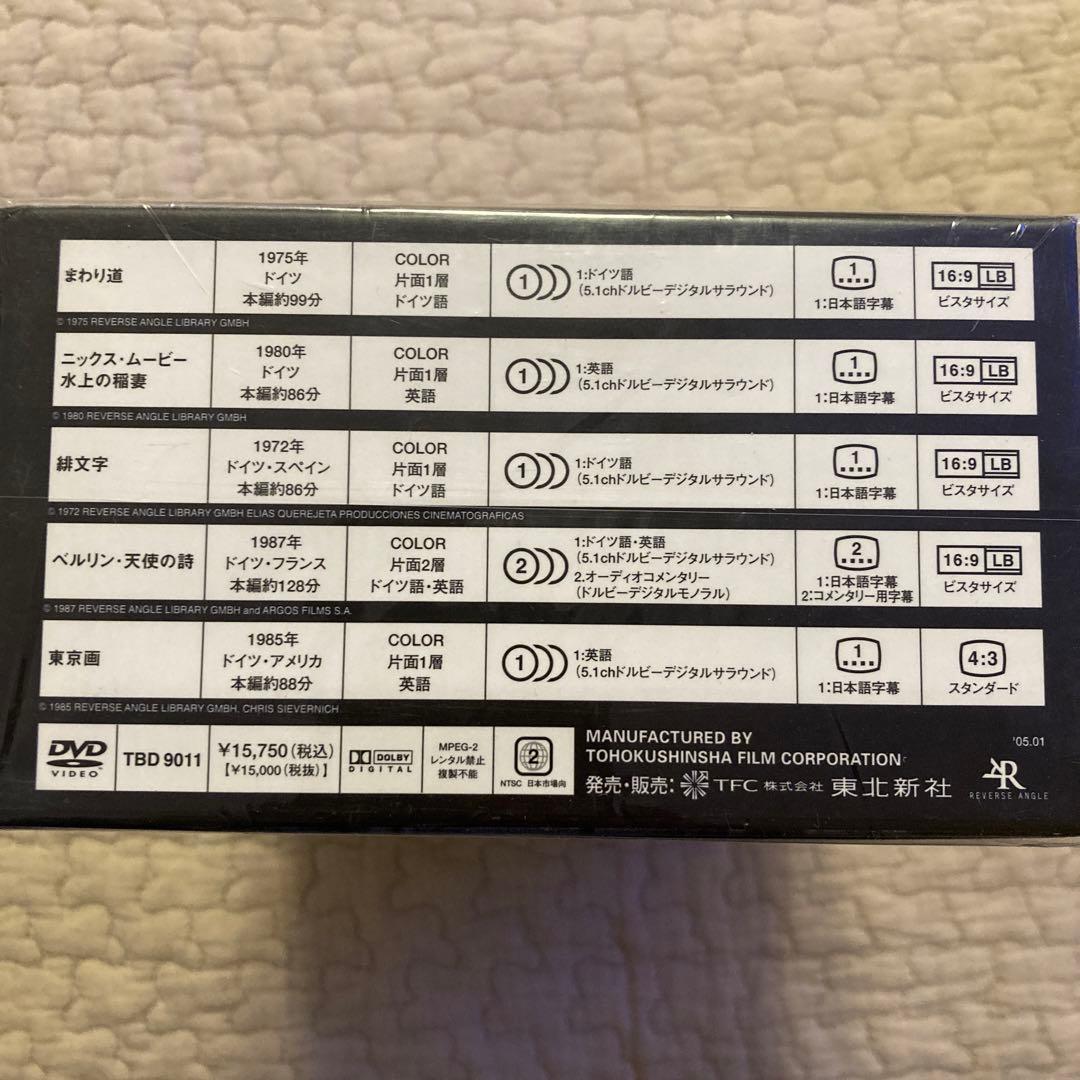 まわり道
1975年
ドイツ
本編約99分
COLOR
片面1層
ドイツ語
1
1:ドイツ語
(5.1chドルビーデジタルサラウンド)
1
1:日本語字幕
16:9 LB
ビスタサイズ
© 1975 REVERSE ANGLE LIBRARY GMBH
ニックス・ムービー
水上の稲妻
1980年
ドイツ
本編約86分
COLOR
片面1層
英語
1
1:英語
(5.1chドルビーデジタルサラウンド)
1
1:日本語字幕
16:9 LB
ビスタサイズ
© 1980 REVERSE ANGLE LIBRARY GMBH
緋文字
1972年
ドイツ・スペイン
本編約86分
COLOR
片面1層
ドイツ語
1
1:ドイツ語
(5.1chドルビーデジタルサラウンド)
1
1:日本語字幕
16:9 LB
ビスタサイズ
© 1972 REVERSE ANGLE LIBRARY GMBH ELIAS QUEREJETA PRODUCCIONES CINEMATOGRAFICAS
ベルリン・天使の詩
1987年
ドイツ・フランス
本編約128分
COLOR
片面2層
ドイツ語・英語
2
1:ドイツ語・英語
(5.1chドルビーデジタルサラウンド)
2.オーディオコメンタリー
(ドルビーデジタルモノラル)
2
1:日本語字幕
2:コメンタリー用字幕
16:9 LB
ビスタサイズ
© 1987 REVERSE ANGLE LIBRARY GMBH and ARGOS FILMS S.A.
東京画
1985年
ドイツ・アメリカ
本編約88分
COLOR
片面1層
英語
1
1:英語
(5.1chドルビーデジタルサラウンド)
1
1:日本語字幕
4:3
スタンダード
© 1985 REVERSE ANGLE LIBRARY GMBH, CHRIS SIEVERNICH
DVD
VIDEO
TBD 9011
¥15,750(税込)
【¥15,000(税抜)】
DOLBY
DIGITAL
MPEG-2
レンタル禁止
複製不能
2
NTSC 日本市場向
MANUFACTURED BY
TOHOKUSHINSHA FILM CORPORATION
発売・販売: TFC 株式会社 東北新社
'05.01
R
REVERSE ANGLE